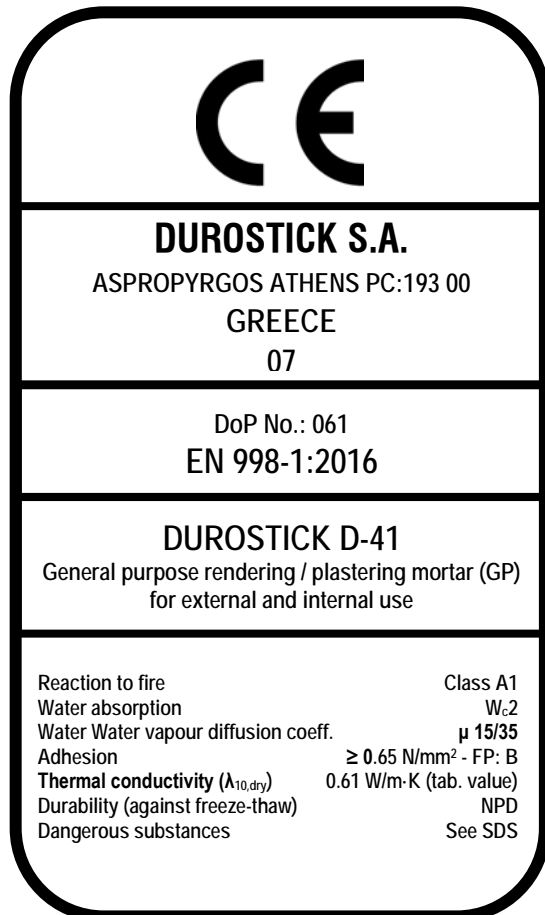 CE
DUROSTICK S.A.
ASPROPYRGOS ATHENS PC:193 00
GREECE
07
DoP No.: 061
EN 998-1:2016
DUROSTICK D-41
General purpose rendering / plastering mortar (GP)
for external and internal use
Reaction to fire Class A1
Water absorption Wc2
Water Water vapour diffusion coeff. μ 15/35
Adhesion ≥ 0.65 N/mm² - FP: B
Thermal conductivity (λ10,dry) 0.61 W/m·K (tab. value)
Durability (against freeze-thaw) NPD
Dangerous substances See SDS